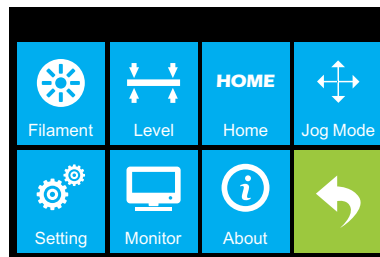 HOME
Filament
Level
Home
Jog Mode
i
Setting
Monitor
About